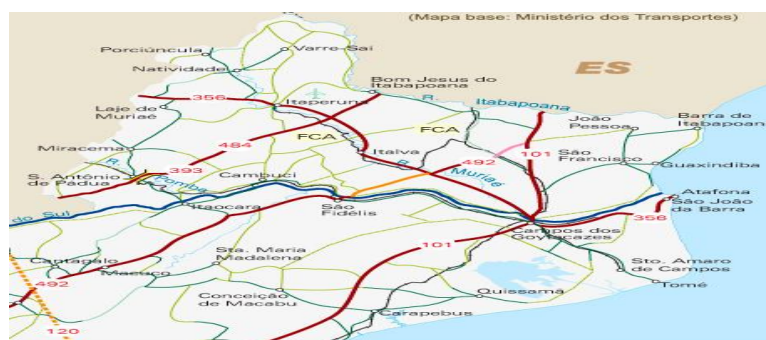 (Mapa base: Ministério dos Transportes)
Porciúncula
Varre-Sai
ES
Natividade
Bom Jesus do
Itabapoana
356
Itaperuna
R. Itabapoana
Laje de
Muriaé
João
Pessoa
Barra de
Itabapoan
FCA
FCA
484
Miracema
Italva
101
São
Francisco
R. Muriaé
492
Guaxindiba
393
S. Antônio
de Pádua
R. Pomba
Cambuci
Atafona
São João
da Barra
do Sul
Itaocara
São
Fidélis
356
Campos dos
Goytacazes
101
Sta. Maria
Madalena
Cantagalo
Macuco
Sto. Amaro
de Campos
492
Tomé
Conceição
de Macabu
Quissamã
Carapebus
120